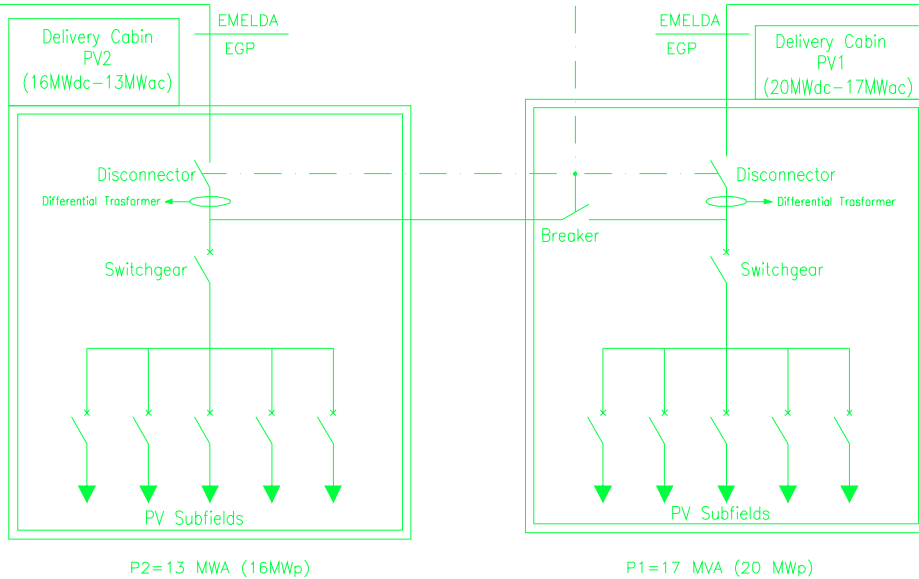 EMELDA
EGP
Delivery Cabin
PV2
(16MWdc-13MWac)
EMELDA
EGP
Delivery Cabin
PV1
(20MWdc-17MWac)
Disconnector
Differential Trasformer
Switchgear
Breaker
Disconnector
Differential Trasformer
Switchgear
PV Subfields
PV Subfields
P2=13 MWA (16MWp)
P1=17 MVA (20 MWp)